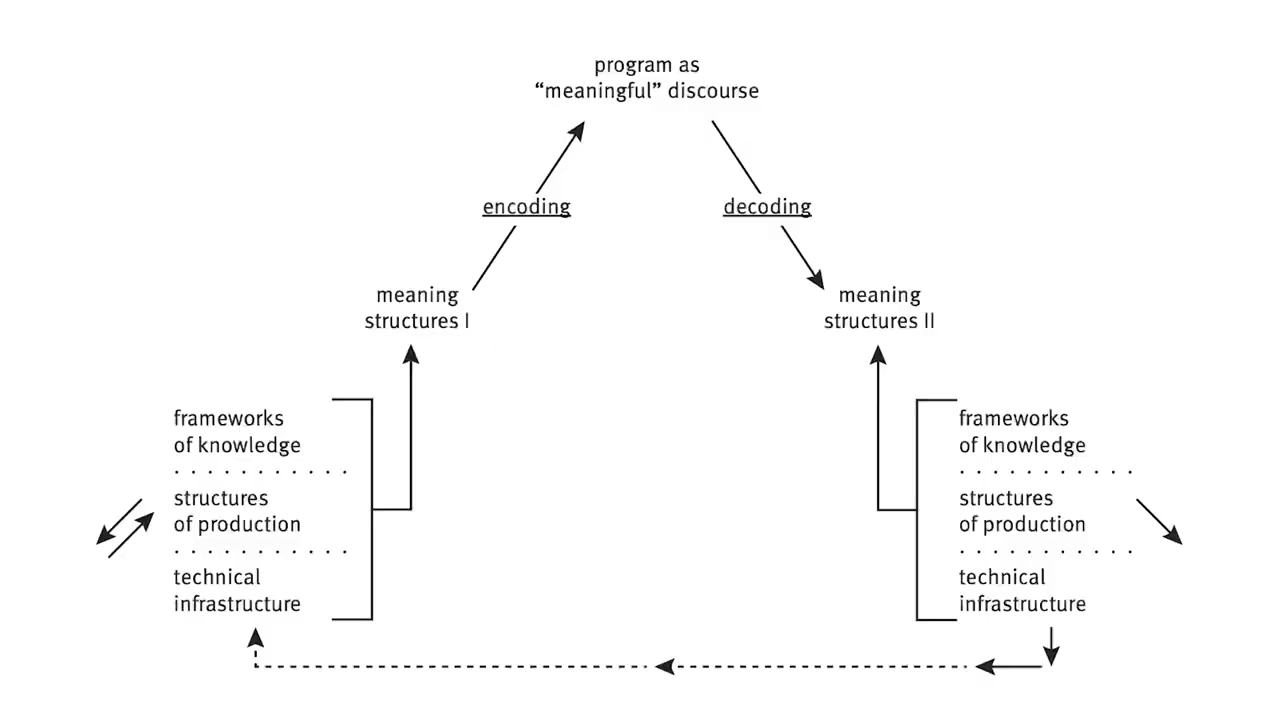 program as
“meaningful” discourse
encoding
decoding
meaning
structures I
meaning
structures II
frameworks
of knowledge
structures
of production
technical
infrastructure
frameworks
of knowledge
structures
of production
technical
infrastructure